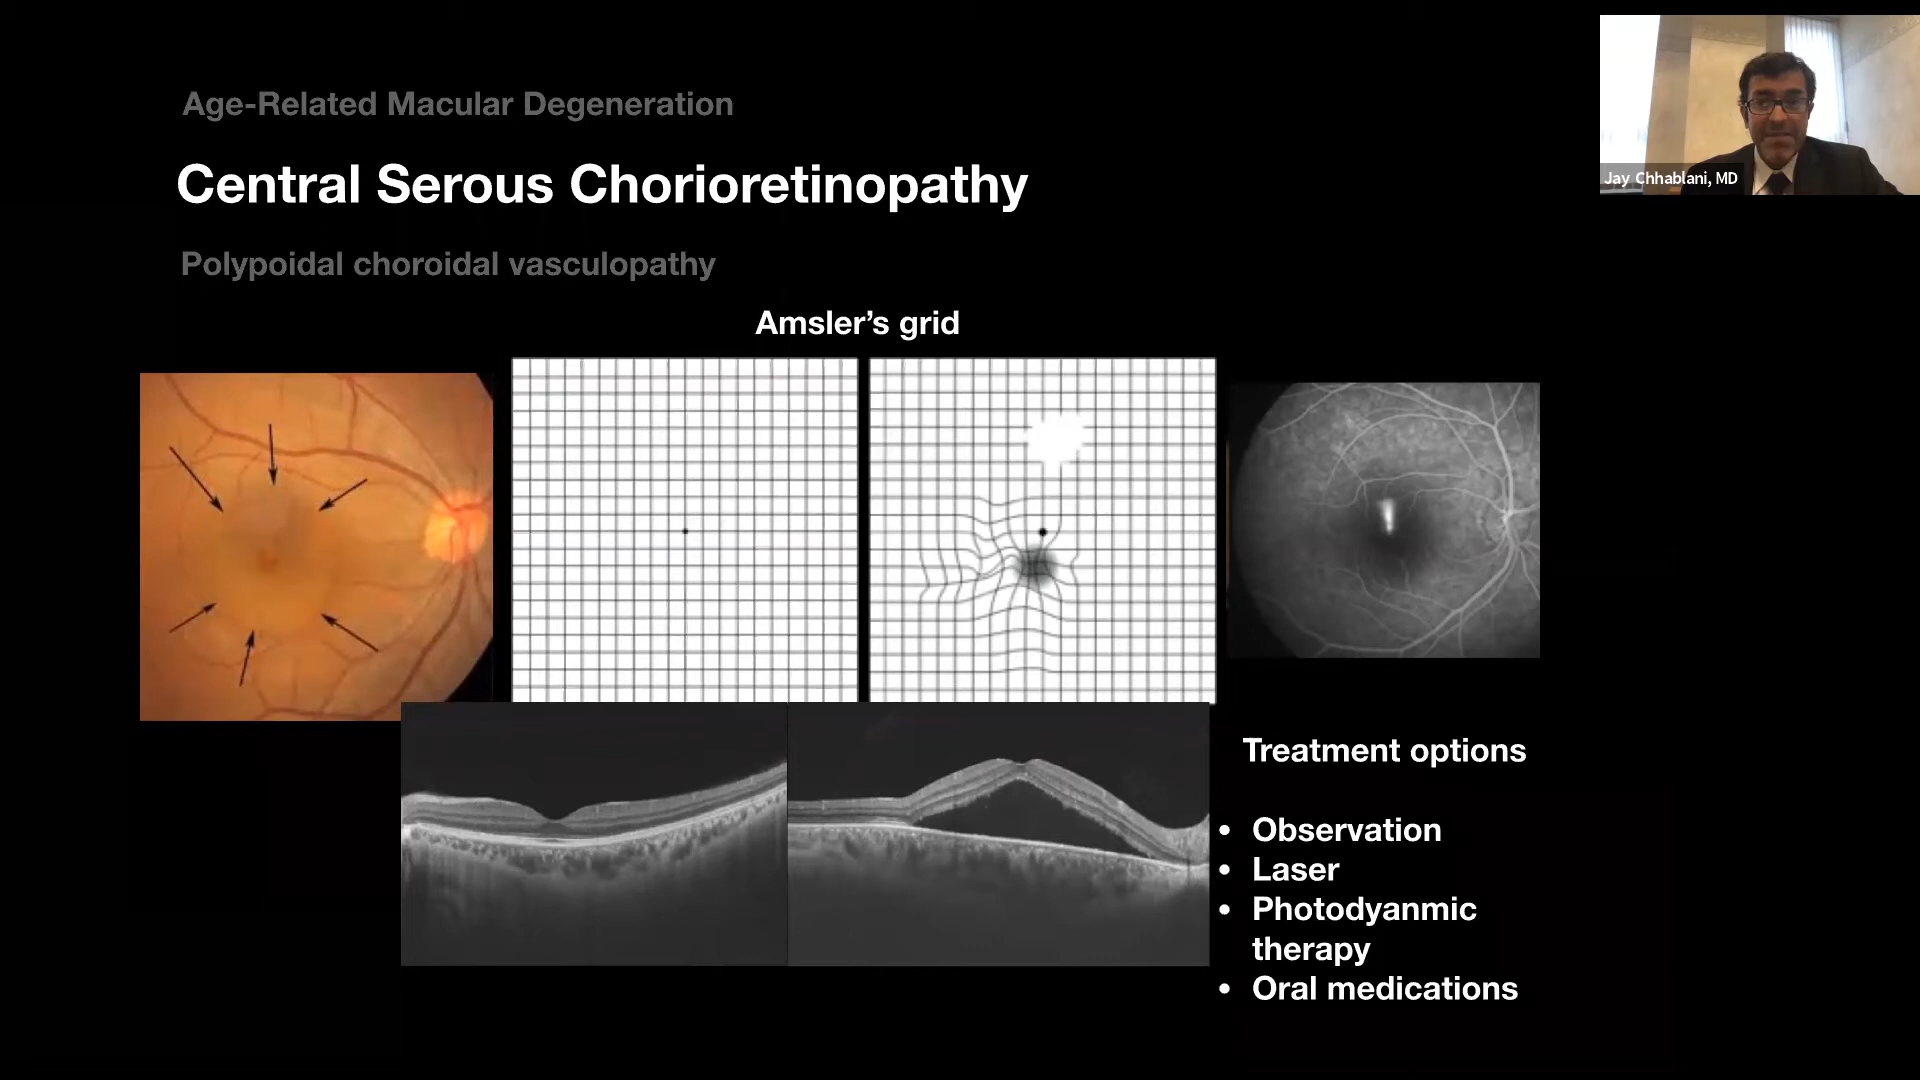 Age-Related Macular Degeneration
Central Serous Chorioretinopathy
Polypoidal choroidal vasculopathy
Amsler’s grid
Jay Chhablani, MD
Treatment options
• Observation
• Laser
• Photodyanmic
therapy
• Oral medications